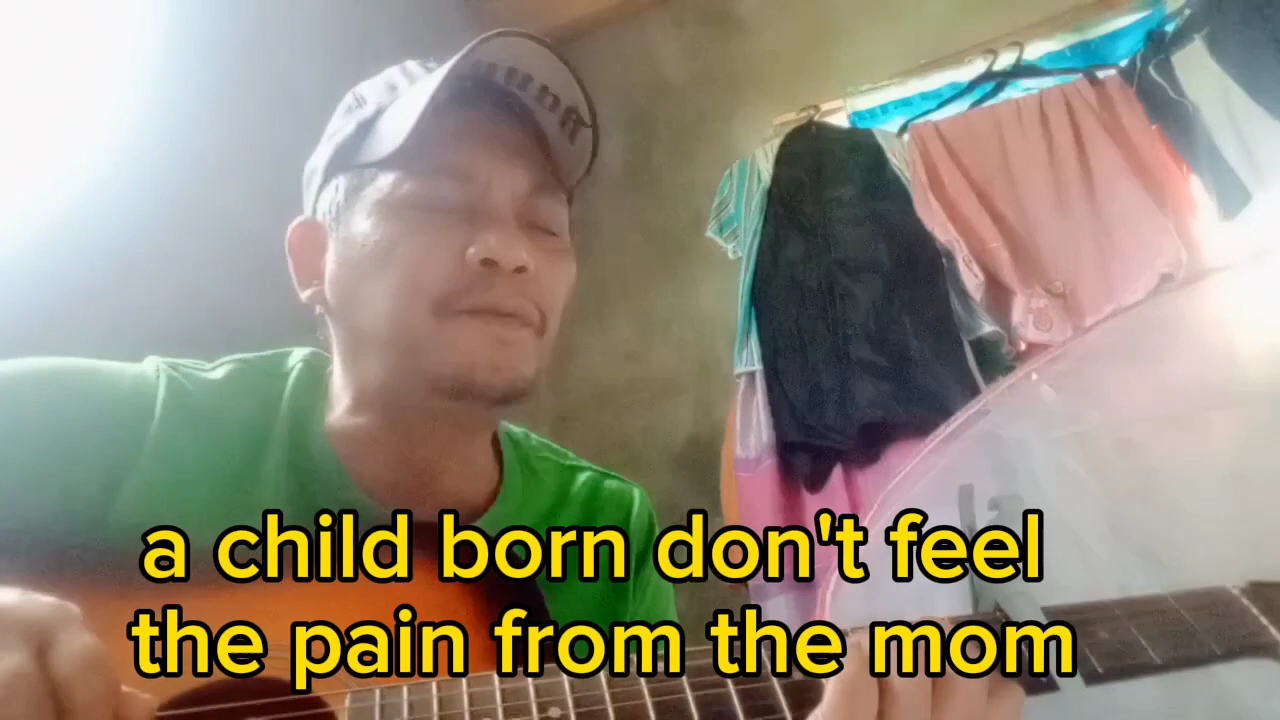 a child born don't feel
the pain from the mom